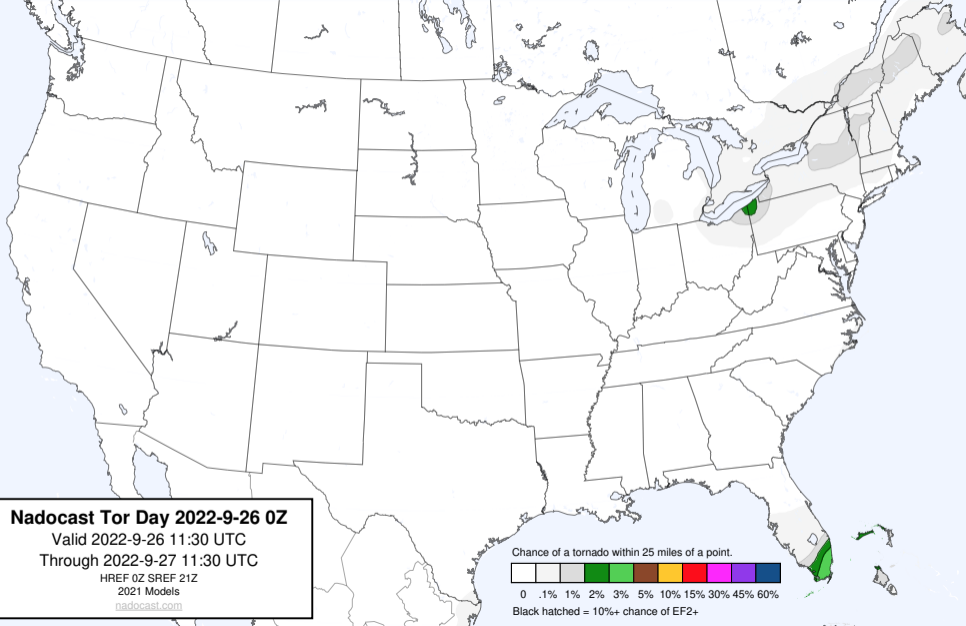 Nadocast Tor Day 2022-9-26 0Z
Valid 2022-9-26 11:30 UTC
Through 2022-9-27 11:30 UTC
HREF 0Z SREF 21Z
2021 Models
nadocast.com
Chance of a tornado within 25 miles of a point.
0 .1% 1% 2% 3% 5% 10% 15% 30% 45% 60%
Black hatched = 10%+ chance of EF2+